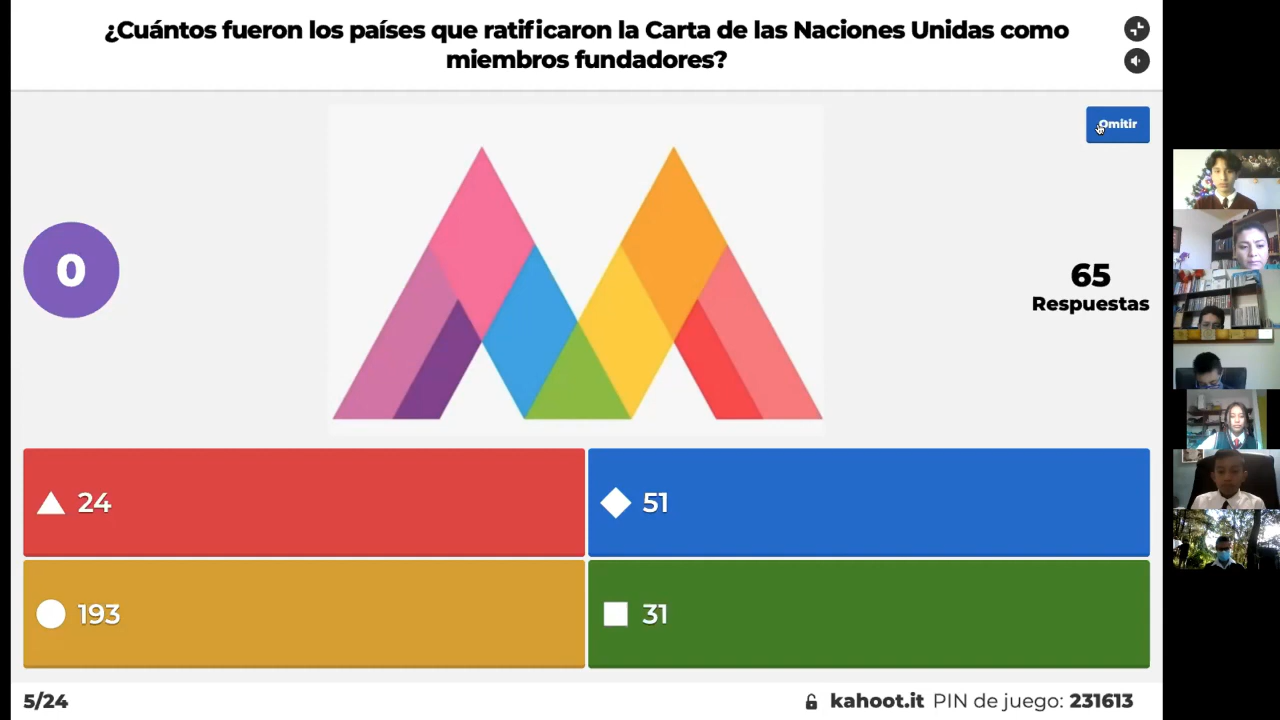 ¿Cuántos fueron los países que ratificaron la Carta de las Naciones Unidas como
miembros fundadores?
Omitir
0
65
Respuestas
24
51
193
31
5/24
kahoot.it PIN de juego: 231613